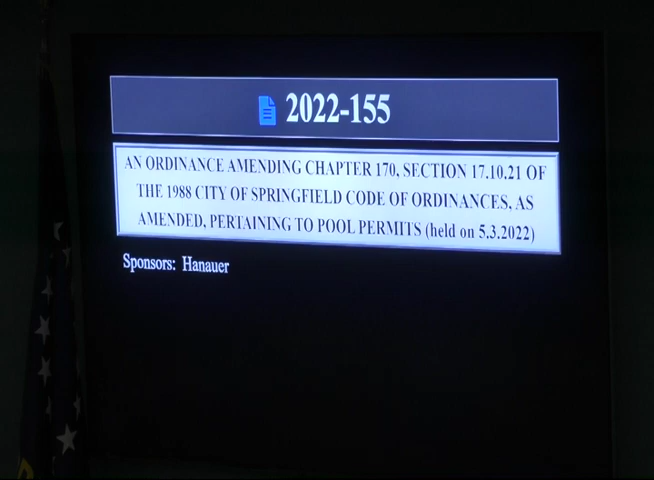 2022-155
AN ORDINANCE AMENDING CHAPTER 170, SECTION 17.10.21 OF
THE 1988 CITY OF SPRINGFIELD CODE OF ORDINANCES, AS
AMENDED, PERTAINING TO POOL PERMITS (held on 5.3.2022)
Sponsors: Hanauer